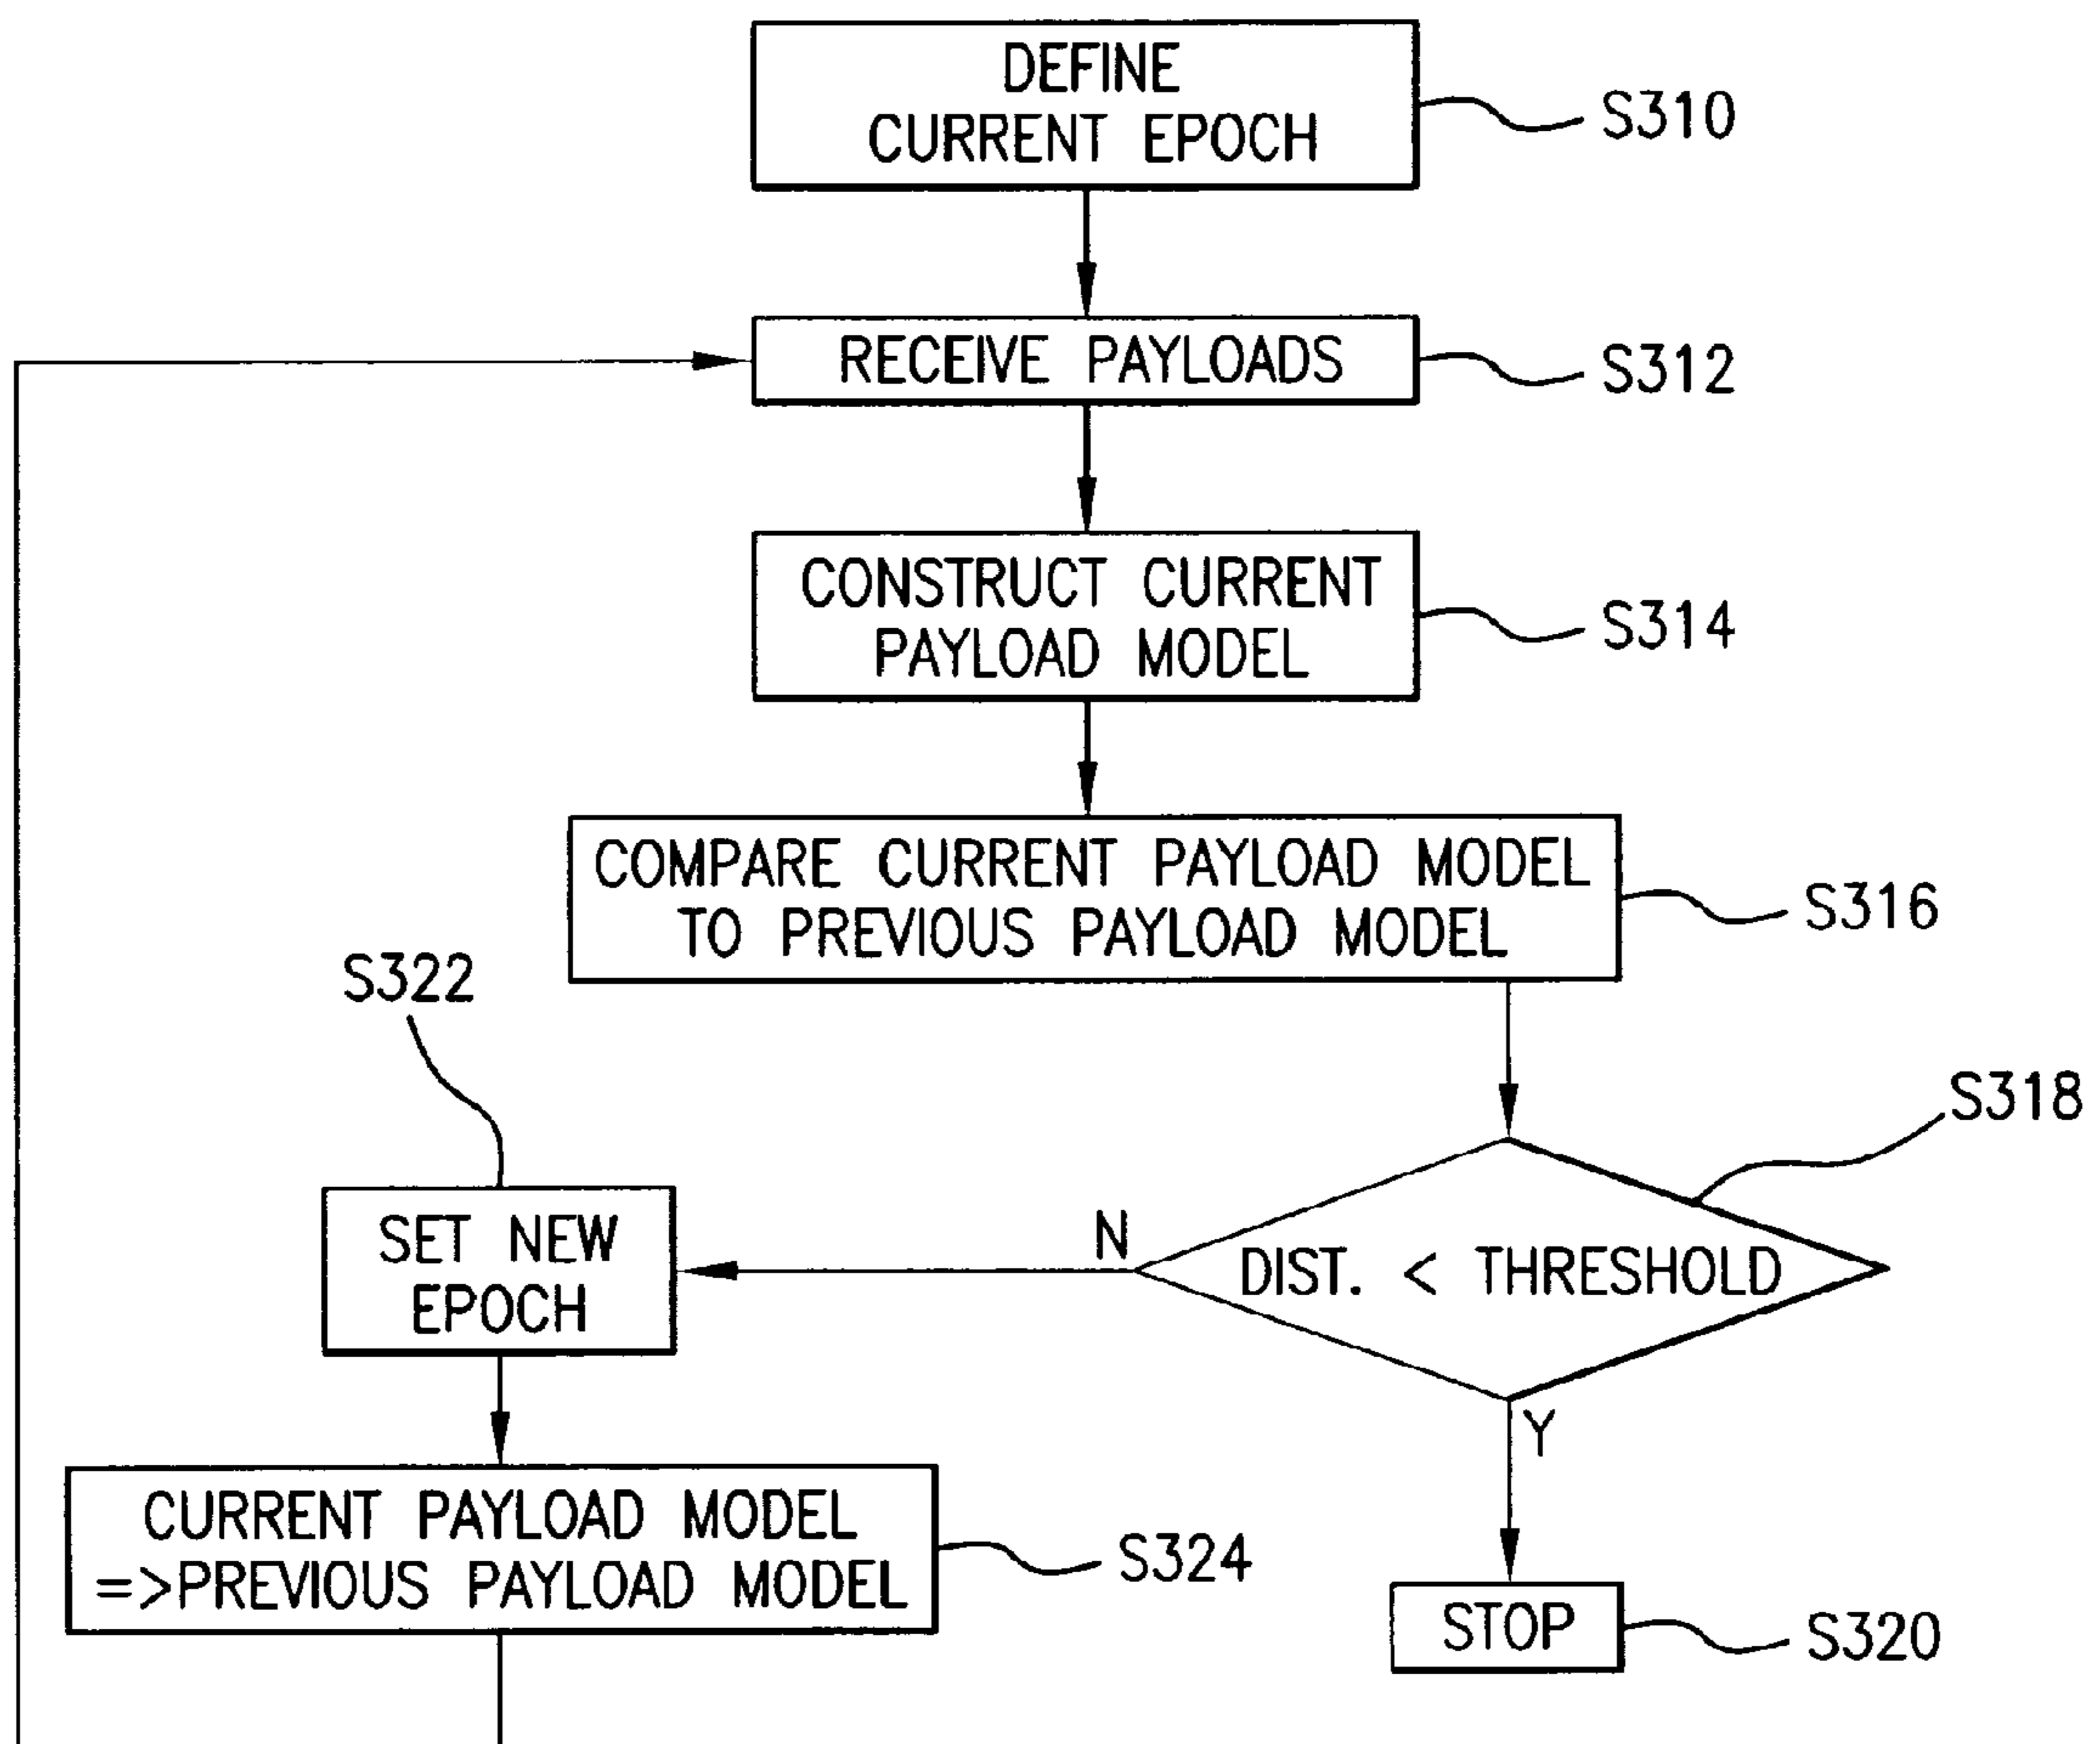 DEFINE
CURRENT EPOCH
S310
RECEIVE PAYLOADS
S312
CONSTRUCT CURRENT
PAYLOAD MODEL
S314
COMPARE CURRENT PAYLOAD MODEL
TO PREVIOUS PAYLOAD MODEL
S316
S322
S318
SET NEW
EPOCH
N
DIST. < THRESHOLD
Y
CURRENT PAYLOAD MODEL
=>PREVIOUS PAYLOAD MODEL
S324
STOP
S320